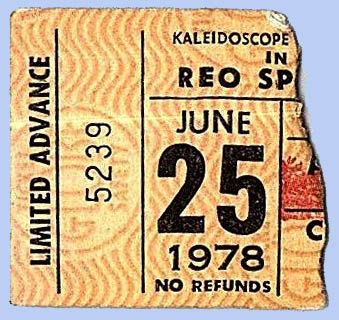 LIMITED ADVANCE
5239
KALEIDOSCOPE
IN
REO SP
JUNE
25
1978
NO REFUNDS
C